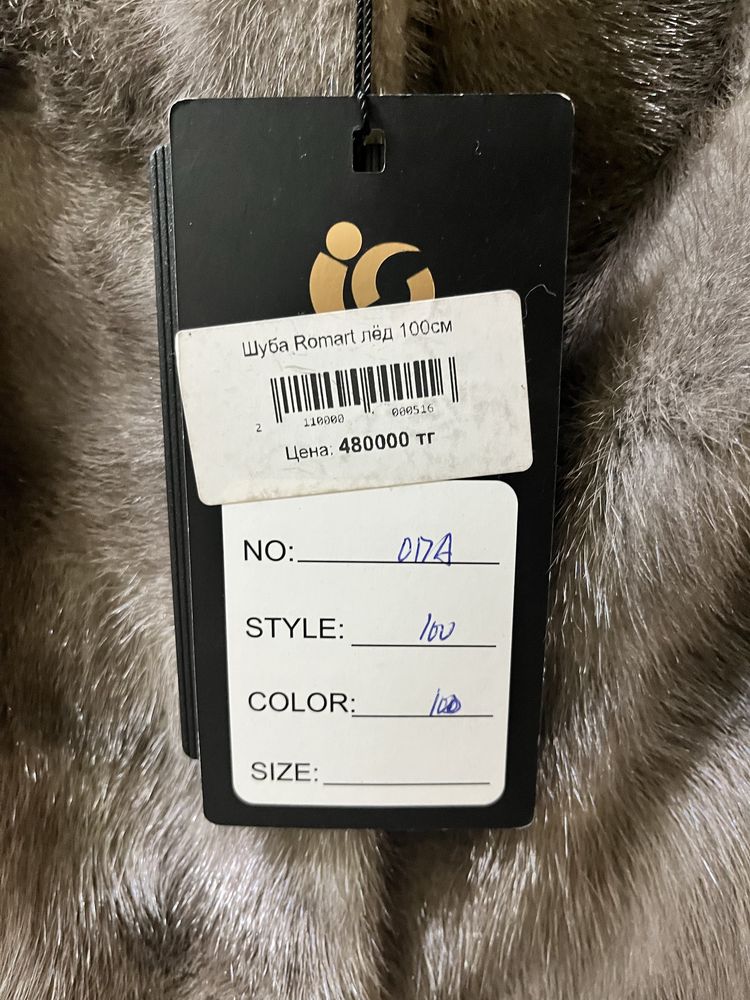 Шуба Romart лёд 100см
2 110000 000516
Цена: 480000 тг
NO: 017A
STYLE: 100
COLOR: 100
SIZE: